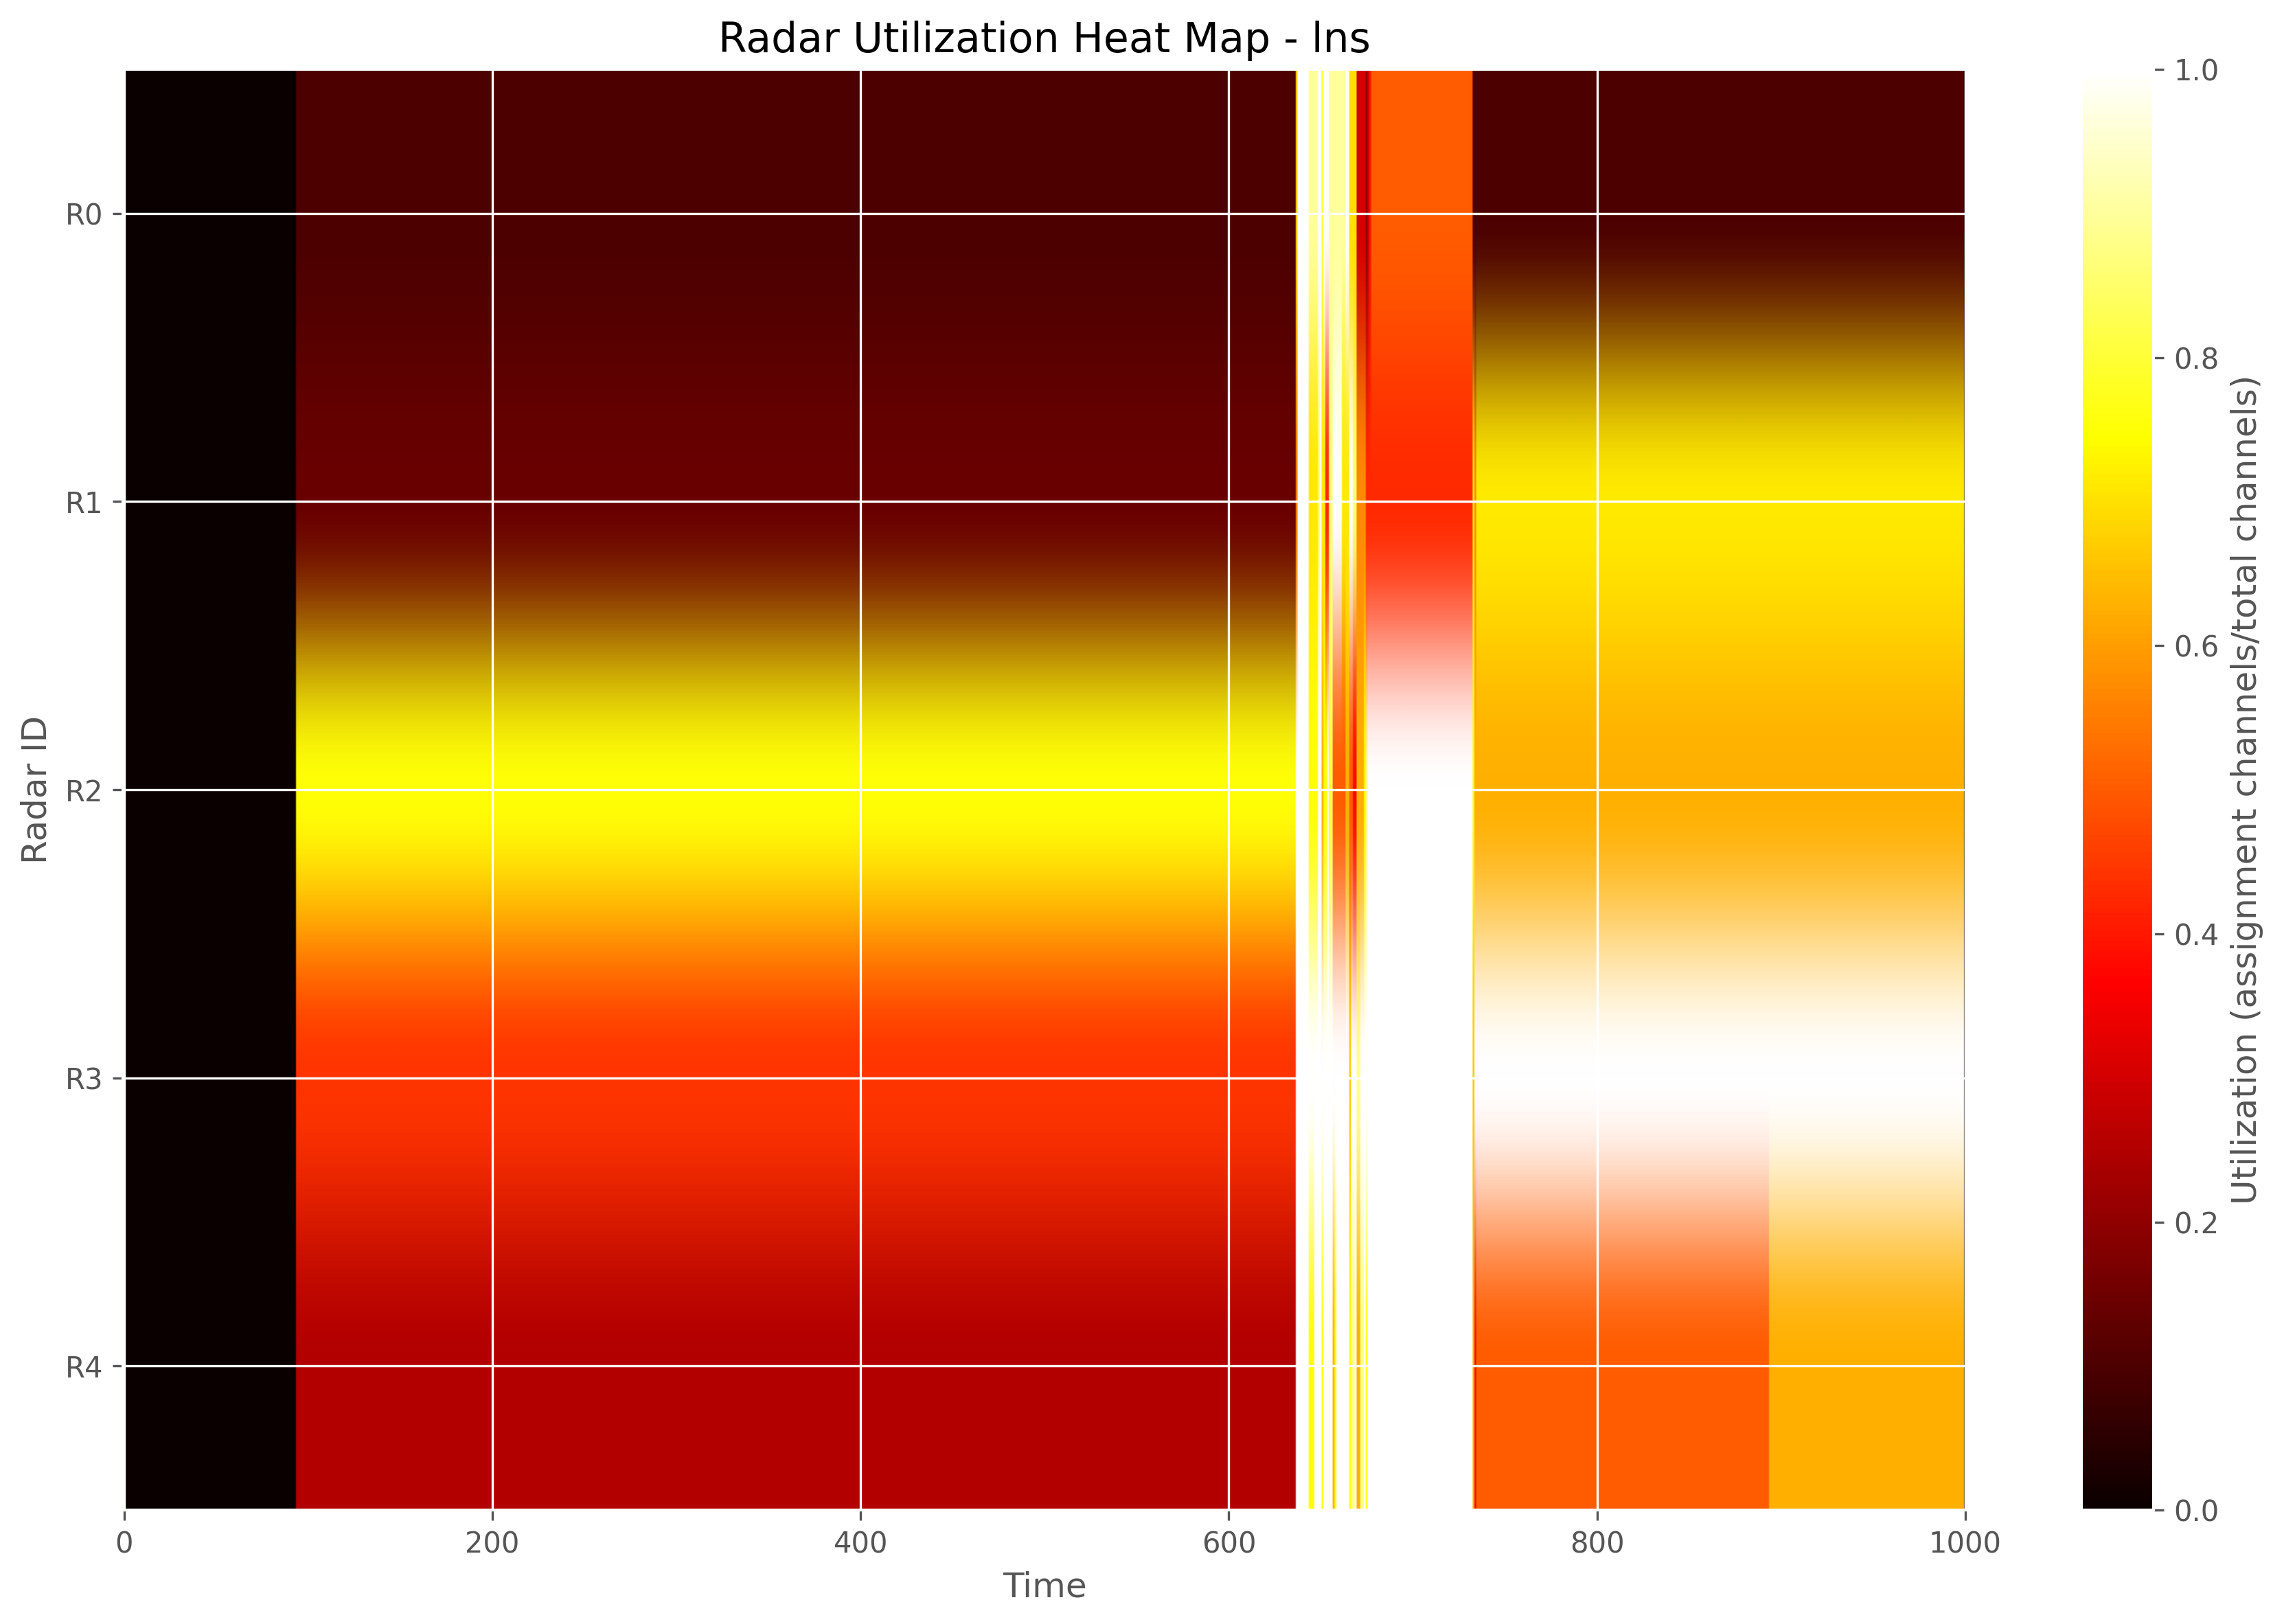 Radar Utilization Heat Map - lns
R0
R1
R2
R3
R4
Radar ID
0
200
400
600
800
1000
Time
1.0
0.8
0.6
0.4
0.2
0.0
Utilization (assignment channels/total channels)